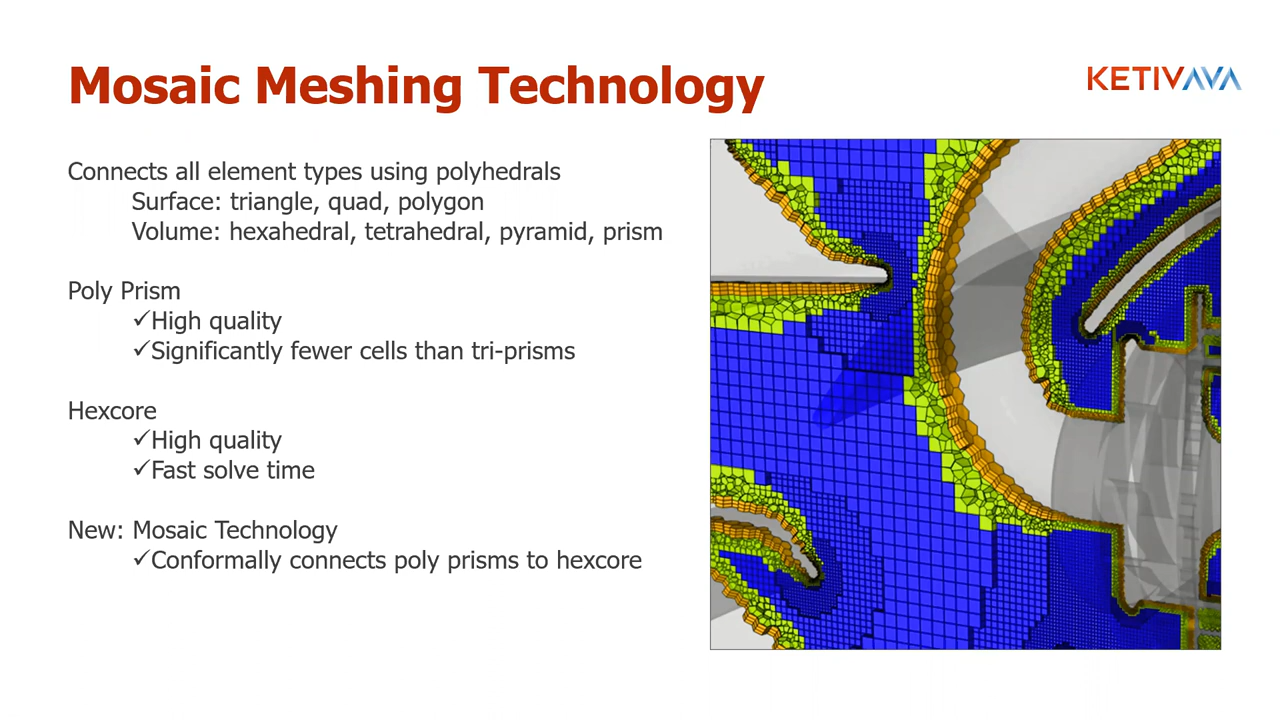 Mosaic Meshing Technology
KETIVAVA
Connects all element types using polyhedrals
Surface: triangle, quad, polygon
Volume: hexahedral, tetrahedral, pyramid, prism
Poly Prism
✓High quality
✓Significantly fewer cells than tri-prisms
Hexcore
✓High quality
✓Fast solve time
New: Mosaic Technology
✓Conformally connects poly prisms to hexcore